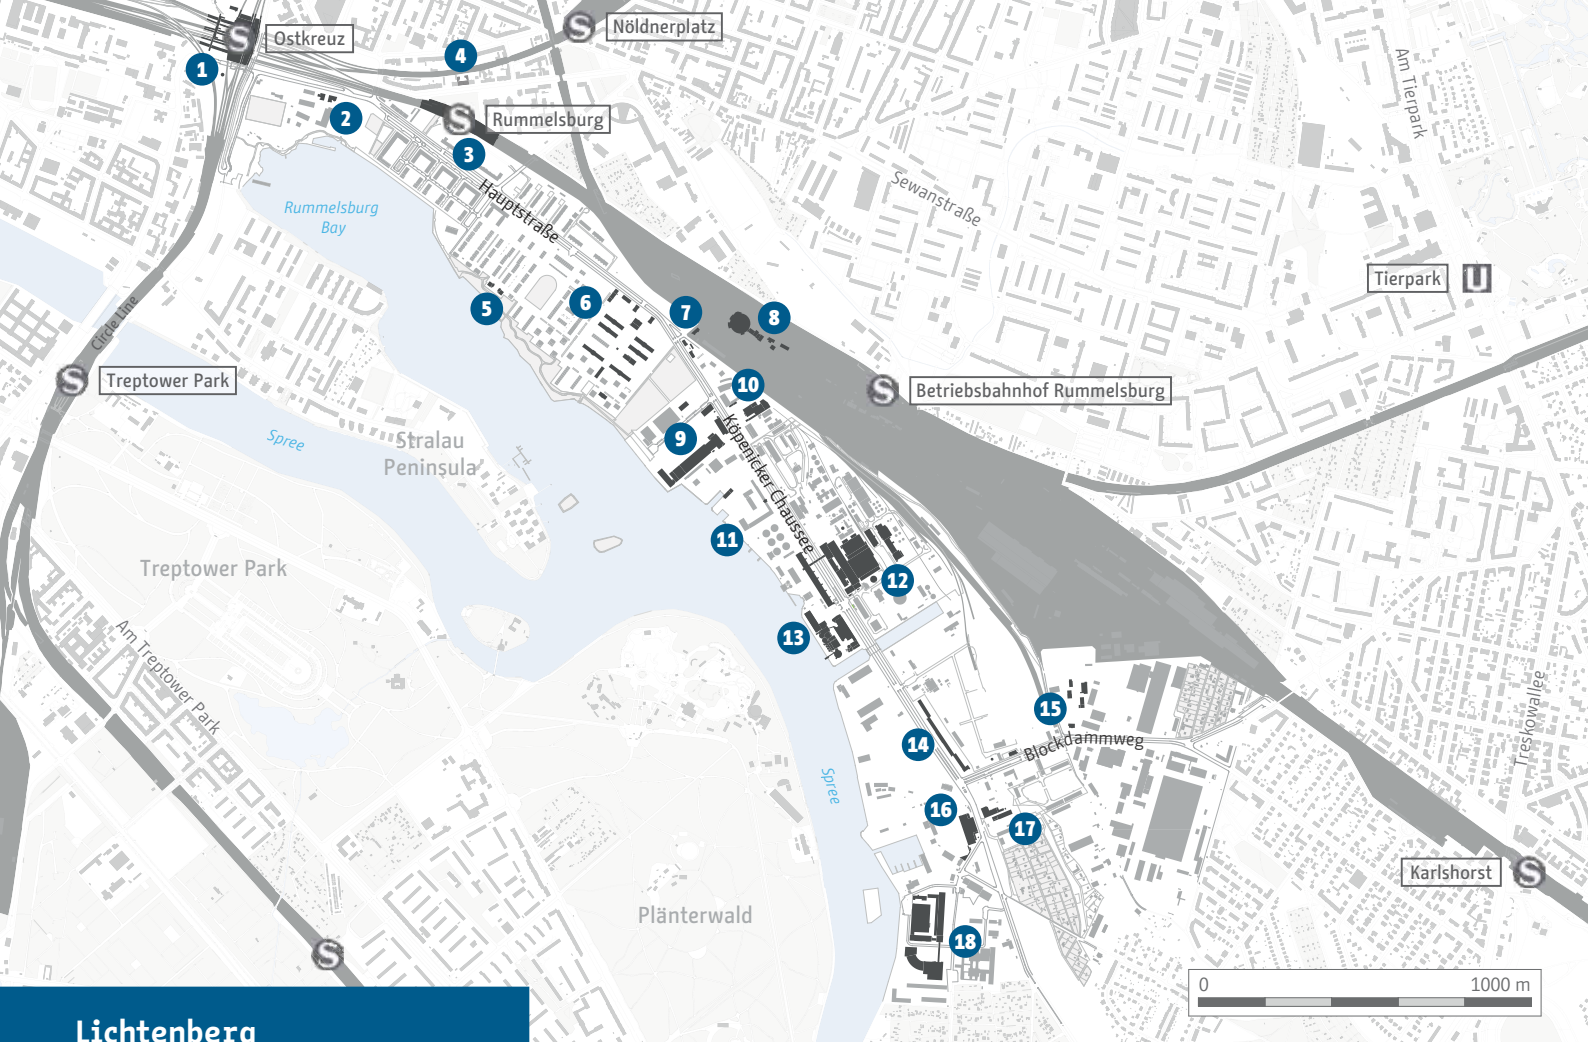 S
Ostkreuz
S
Nöldnerplatz
1
4
2
S
Rummelsburg
3
Am Tierpark
Sewanstraße
Hauptstraße
Rummelsburg
Bay
Tierpark
U
5
6
7
8
Circle Line
S
Treptower Park
10
S
Betriebsbahnhof Rummelsburg
Spree
Stralau
Peninsula
9
Köpenicker Chaussee
11
Treptower Park
12
13
Am Treptower Park
14
15
Blockdammweg
Treskowallee
Spree
16
17
Karlshorst
S
Plänterwald
18
S
0
1000 m
Lichtenberg